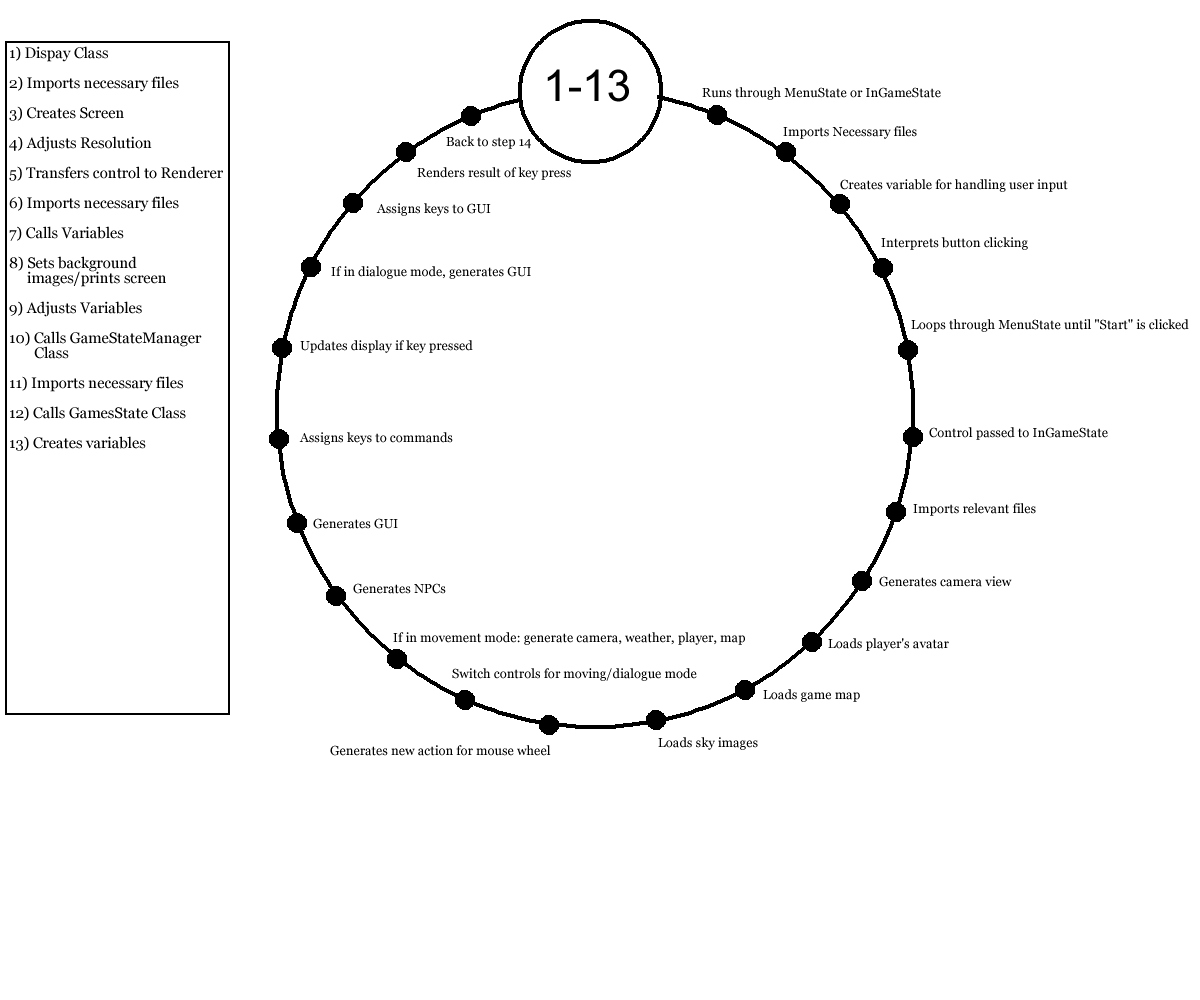 1) Dispay Class
2) Imports necessary files
3) Creates Screen
4) Adjusts Resolution
5) Transfers control to Renderer
6) Imports necessary files
7) Calls Variables
8) Sets background
images/prints screen
9) Adjusts Variables
10) Calls GameStateManager
Class
11) Imports necessary files
12) Calls GamesState Class
13) Creates variables
1-13
Runs through MenuState or InGameState
Imports Necessary files
Creates variable for handling user input
Interprets button clicking
Loops through MenuState until "Start" is clicked
Control passed to InGameState
Imports relevant files
Generates camera view
Loads player's avatar
Loads game map
Loads sky images
Generates new action for mouse wheel
Switch controls for moving/dialogue mode
If in movement mode: generate camera, weather, player, map
Generates NPCs
Generates GUI
Assigns keys to commands
Updates display if key pressed
If in dialogue mode, generates GUI
Assigns keys to GUI
Renders result of key press
Back to step 14